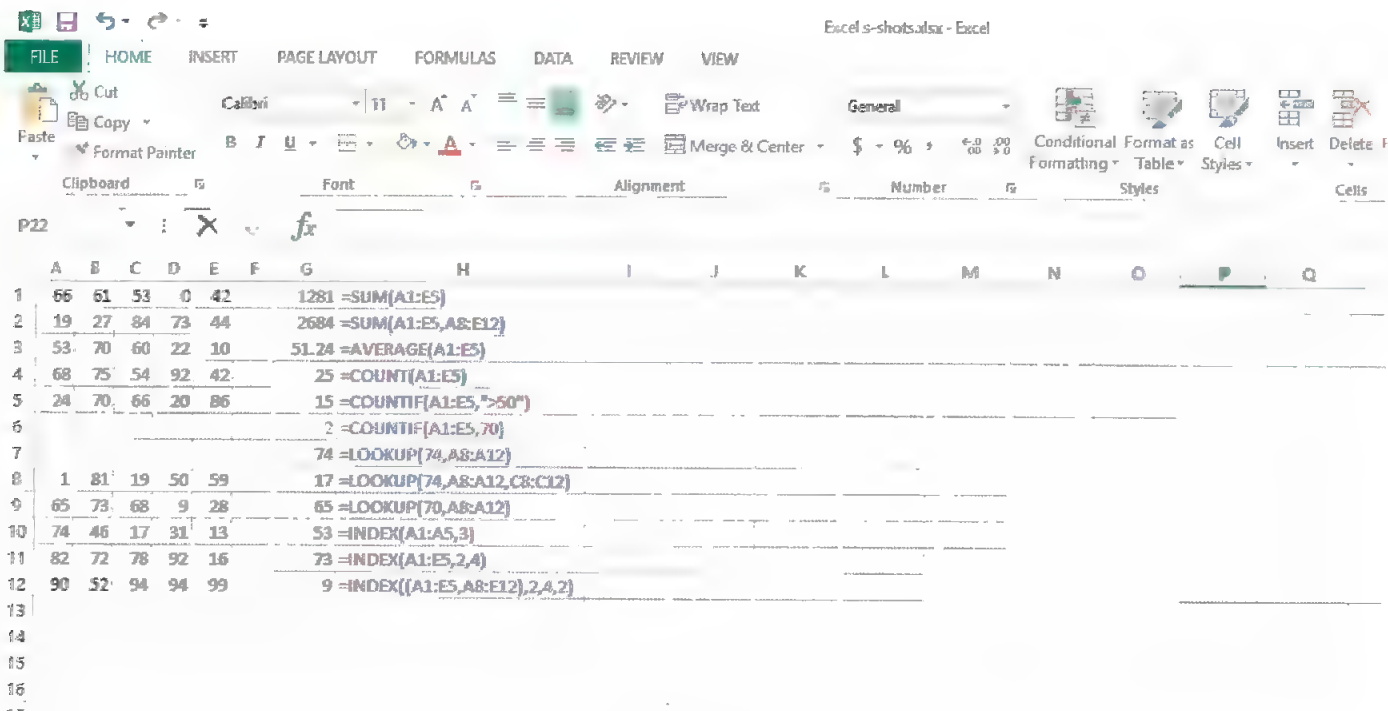 Excel s-shots.xlsx - Excel
FILE HOME INSERT PAGE LAYOUT FORMULAS DATA REVIEW VIEW
Cut
Calibri 11 Wrap Text General
Copy
Paste Conditional Format as Cell Insert Delete
Format Painter B I U A Merge & Center $ % Formatting Table Styles
Clipboard Font Alignment Number Styles Cells
P22 fx
A B C D E F G H I J K L M N O P Q
1 66 61 53 0 42 1281 =SUM(A1:E5)
2 19 27 84 73 44 2684 =SUM(A1:E5,A8:E12)
3 53 70 60 22 10 51.24 =AVERAGE(A1:E5)
4 68 75 54 92 42 25 =COUNT(A1:E5)
5 24 70 66 20 86 15 =COUNTIF(A1:E5,">50")
6 2 =COUNTIF(A1:E5,70)
7 74 =LOOKUP(74,A8:A12)
8 1 81 19 50 59 17 =LOOKUP(74,A8:A12,C8:C12)
9 65 73 68 9 28 65 =LOOKUP(70,A8:A12)
10 74 46 17 31 13 53 =INDEX(A1:A5,3)
11 82 72 78 92 16 73 =INDEX(A1:E5,2,4)
12 90 52 94 94 99 9 =INDEX((A1:E5,A8:E12),2,4,2)
13
14
15
16